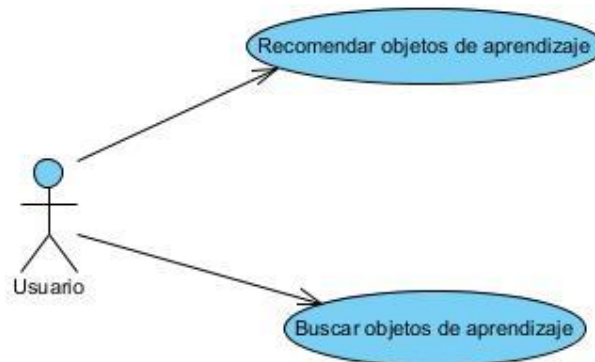 Recomendar objetos de aprendizaje
Usuario
Buscar objetos de aprendizaje